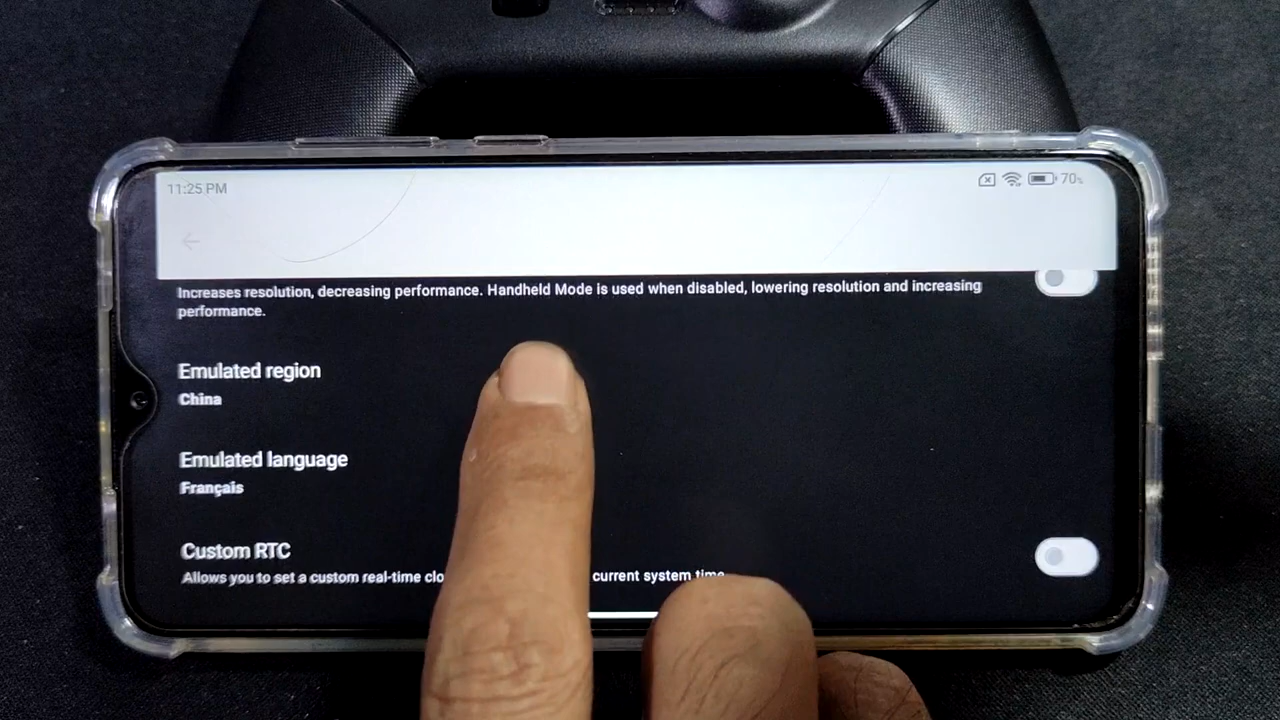 11:25 PM
70%
Increases resolution, decreasing performance. Handheld Mode is used when disabled, lowering resolution and increasing
performance.
Emulated region
China
Emulated language
Français
Custom RTC
Allows you to set a custom real-time clo current system time